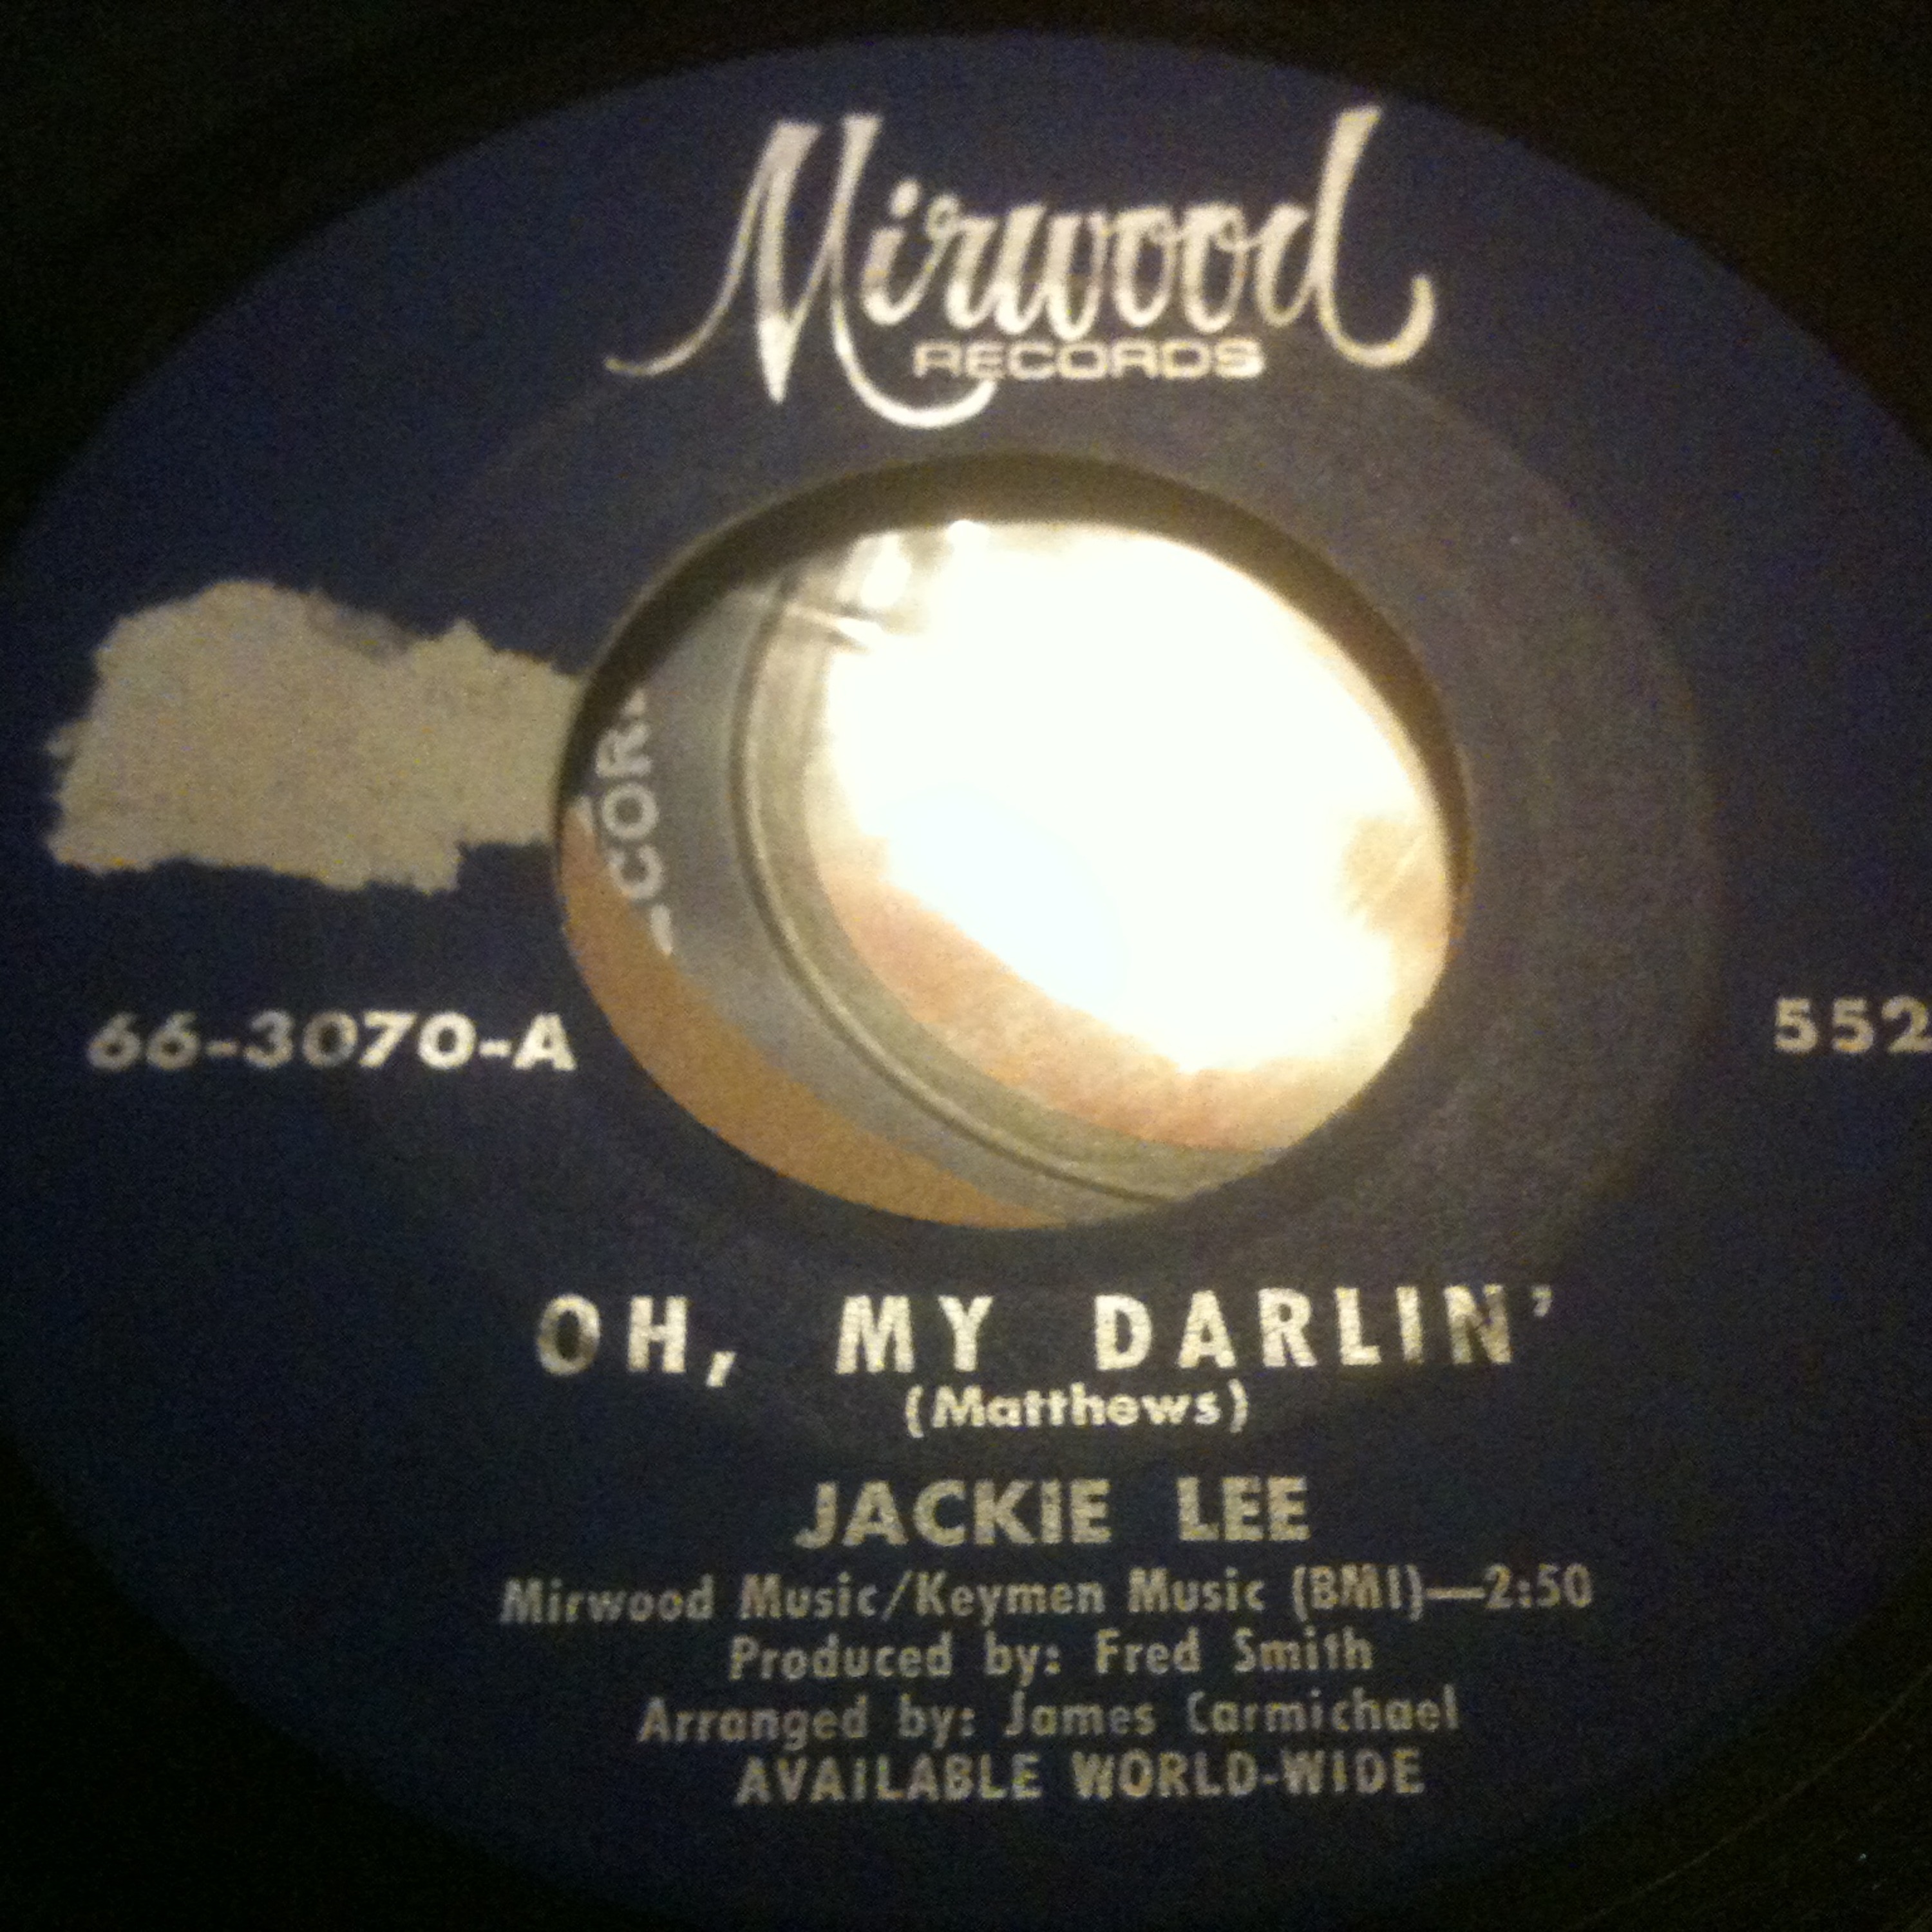 Mirwood
RECORDS
COR
66-3070-A
552
OH, MY DARLIN'
(Matthews)
JACKIE LEE
Mirwood Music/Keymen Music (BMI)—2:50
Produced by: Fred Smith
Arranged by: James Carmichael
AVAILABLE WORLD-WIDE